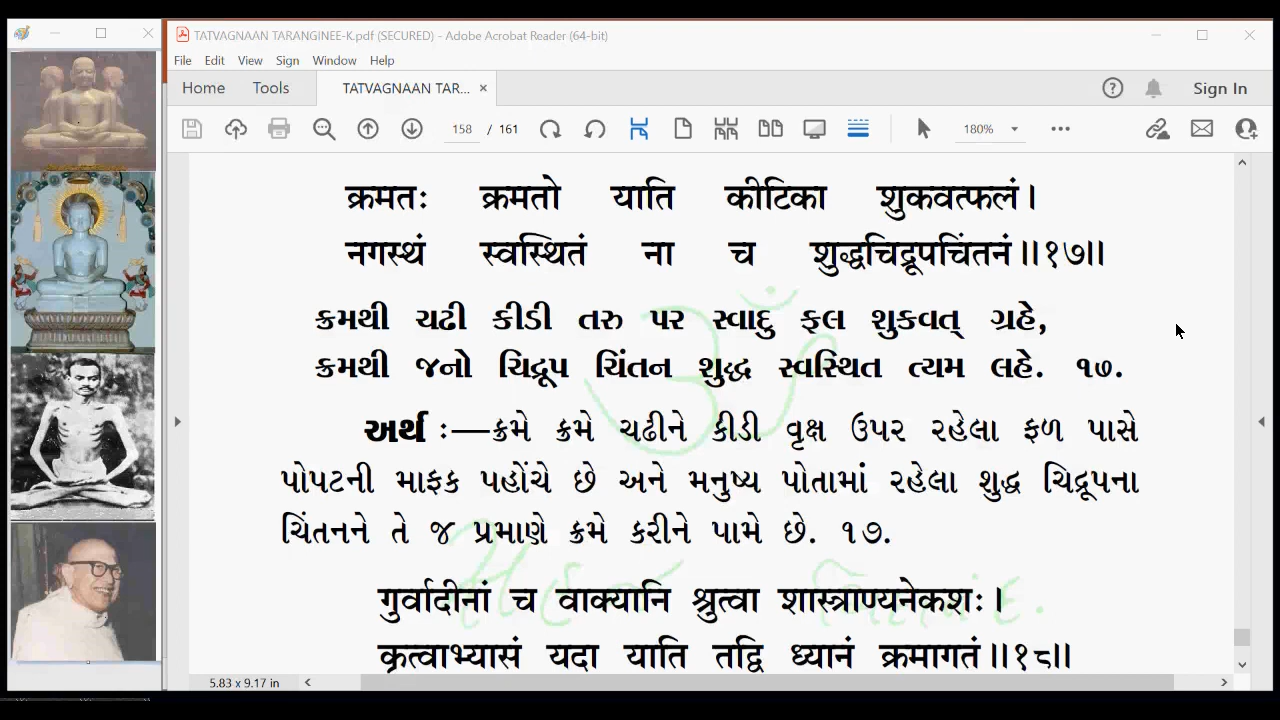 TATVAGNAAN TARANGINEE-K.pdf (SECURED) - Adobe Acrobat Reader (64-bit)
File Edit View Sign Window Help
Home Tools TATVAGNAAN TAR... × Sign In
158 / 161 180%
क्रमतः क्रमतो याति कीटिका शुकवत्फलं।
नगस्थं स्वस्थितं ना च शुद्धचिद्रूपचिंतनं॥१७॥
ક્રમથી ચઢી કીડી તરુ પર સ્વાદુ ફલ શુકવત્ ગ્રહે,
ક્રમથી જનો ચિદ્રૂપ ચિંતન શુદ્ધ સ્વસ્થિત ત્યમ લહે. ૧૭.
અર્થ :—ક્રમે ક્રમે ચઢીને કીડી વૃક્ષ ઉપર રહેલા ફળ પાસે
પોપટની માફક પહોંચે છે અને મનુષ્ય પોતામાં રહેલા શુદ્ધ ચિદ્રૂપના
ચિંતનને તે જ પ્રમાણે ક્રમે કરીને પામે છે. ૧૭.
गुर्वादीनां च वाक्यानि श्रुत्वा शास्त्राण्यनेकशः।
कृत्वाभ्यासं यदा याति तद्वि ध्यानं क्रमागतं॥१८॥
5.83 x 9.17 in